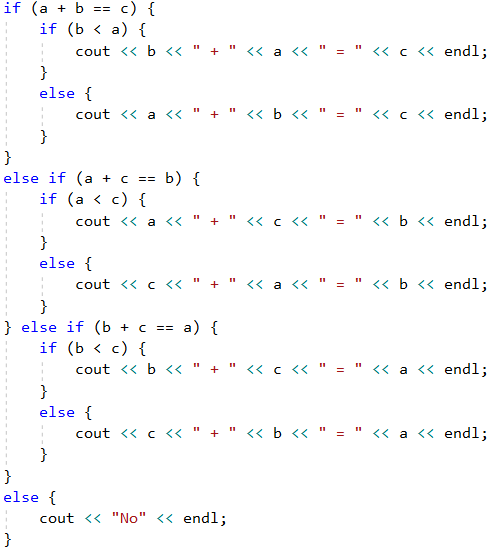 if (a + b == c) {
    if (b < a) {
        cout << b << " + " << a << " = " << c << endl;
    }
    else {
        cout << a << " + " << b << " = " << c << endl;
    }
}
else if (a + c == b) {
    if (a < c) {
        cout << a << " + " << c << " = " << b << endl;
    }
    else {
        cout << c << " + " << a << " = " << b << endl;
    }
} else if (b + c == a) {
    if (b < c) {
        cout << b << " + " << c << " = " << a << endl;
    }
    else {
        cout << c << " + " << b << " = " << a << endl;
    }
}
else {
    cout << "No" << endl;
}